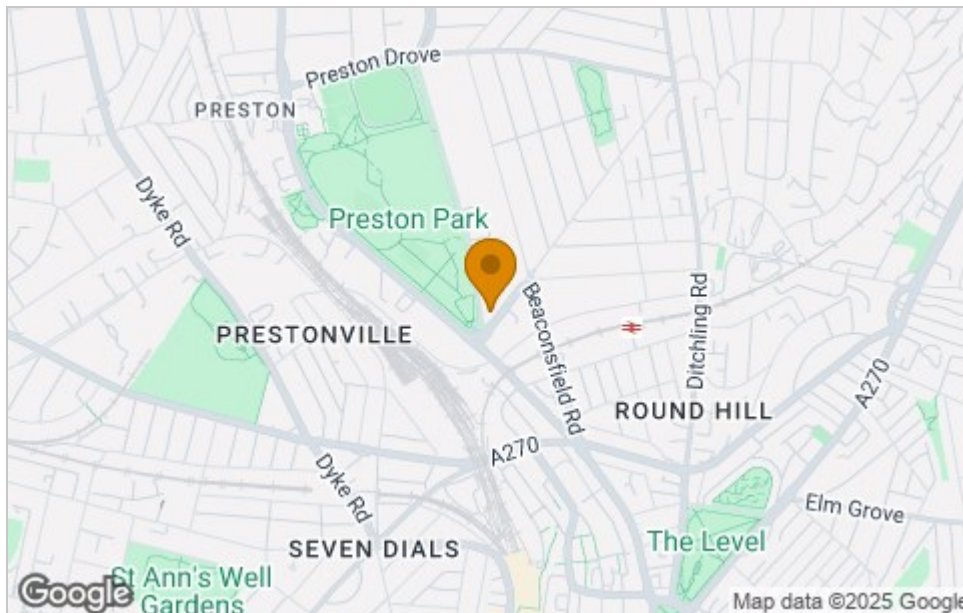 Preston Drove
PRESTON
Dyke Rd
Preston Park
PRESTONVILLE
Beaconsfield Rd
Ditchling Rd
ROUND HILL
A270
A270
Dyke Rd
Elm Grove
SEVEN DIALS
The Level
St Ann's Well
Gardens
Google
Map data ©2025 Google